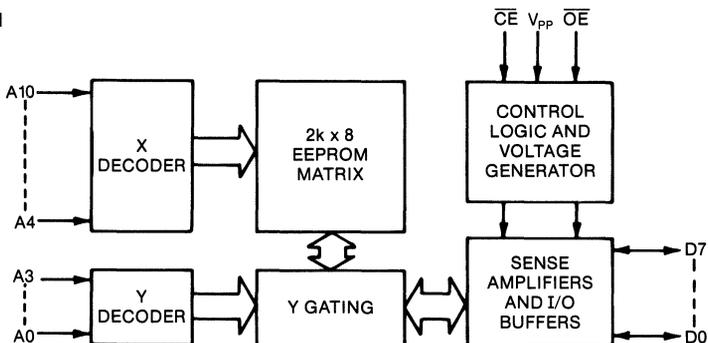 CE VPP OE
A10
A4
X
DECODER
2k x 8
EEPROM
MATRIX
CONTROL
LOGIC AND
VOLTAGE
GENERATOR
A3
A0
Y
DECODER
Y GATING
SENSE
AMPLIFIERS
AND I/O
BUFFERS
D7
D0